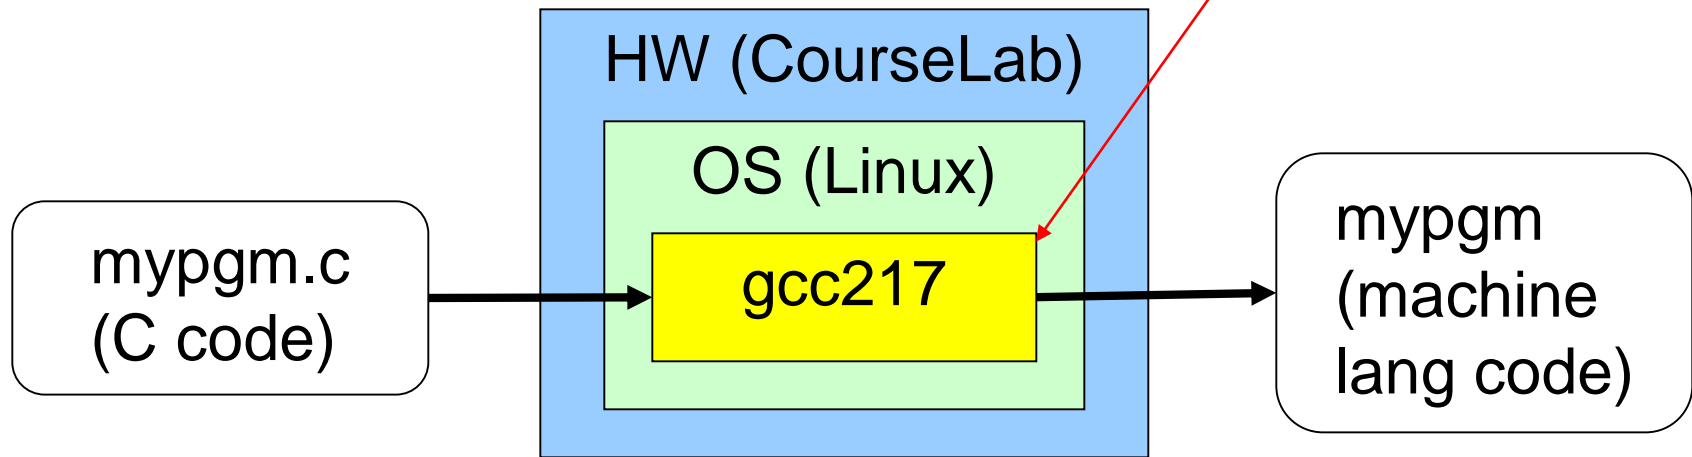 HW (CourseLab)
OS (Linux)
mypgm.c
(C code)
gcc217
mypgm
(machine
lang code)